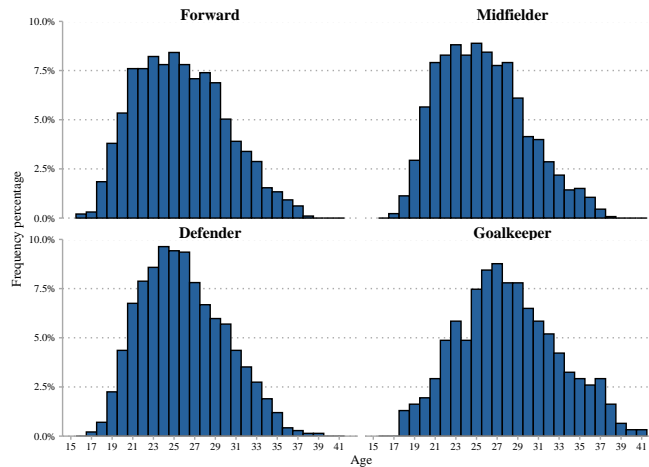 Forward Midfielder
10.0%
7.5%
5.0%
2.5%
0.0%
Defender Goalkeeper
10.0%
7.5%
5.0%
2.5%
0.0%
15 17 19 21 23 25 27 29 31 33 35 37 39 41 15 17 19 21 23 25 27 29 31 33 35 37 39 41
Age
Frequency percentage